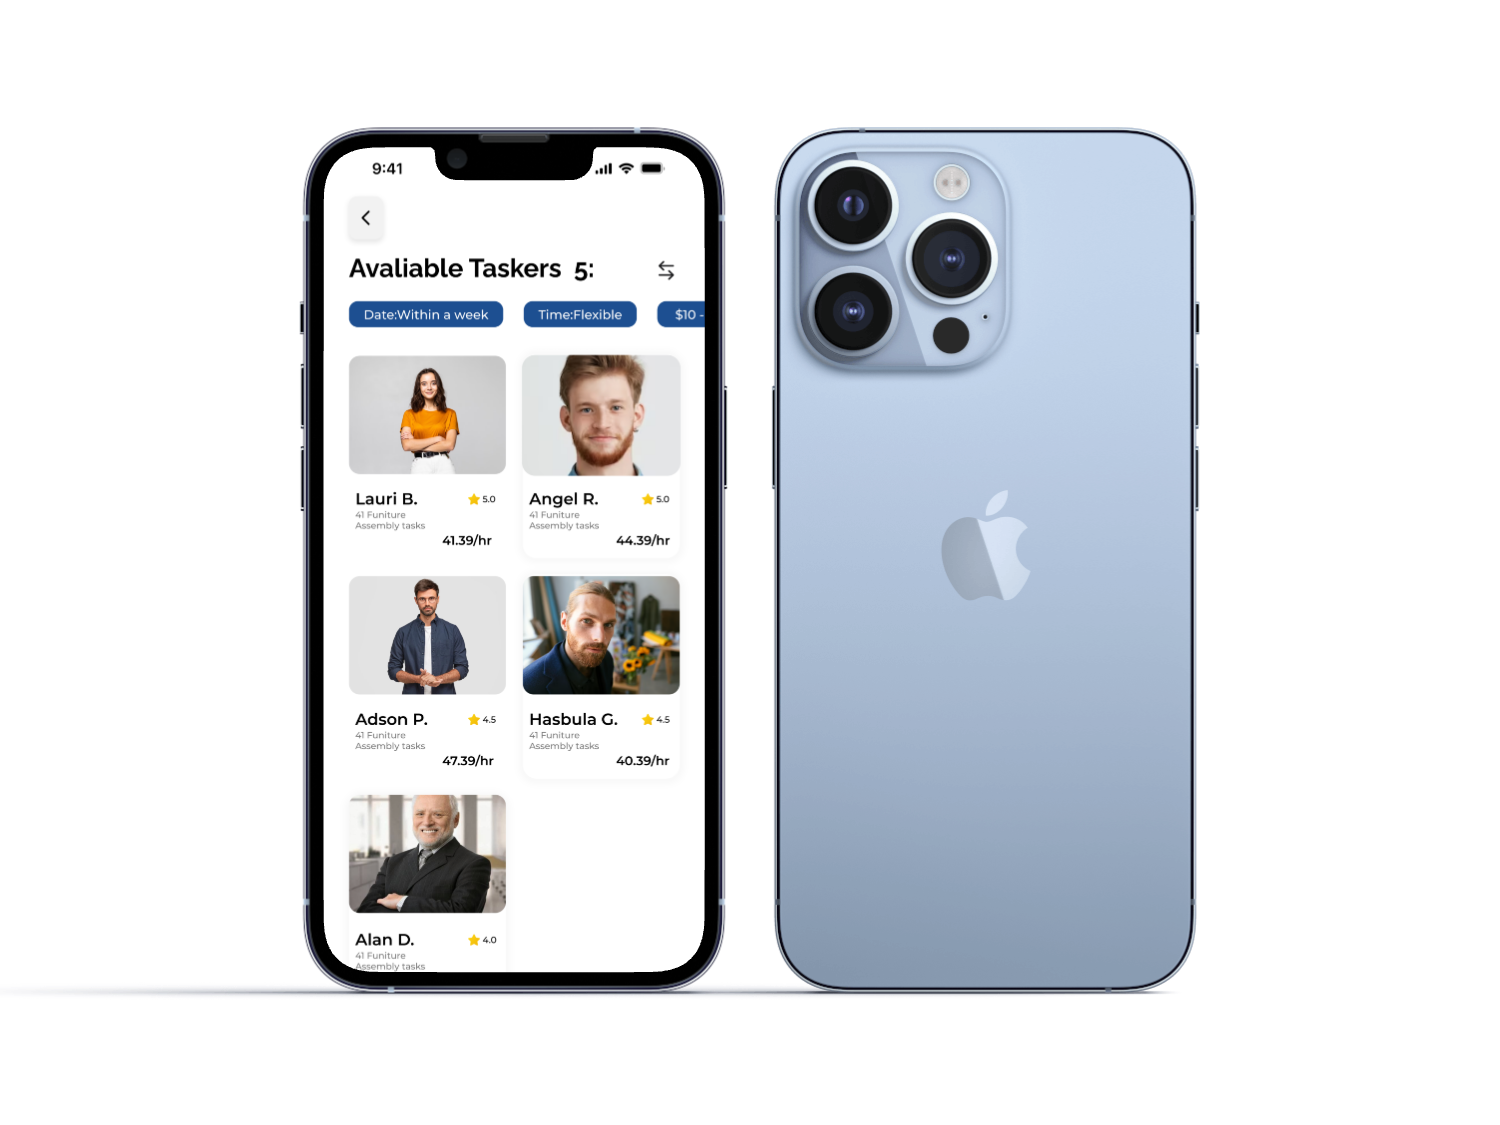 9:41
Avaliable Taskers 5:
Date:Within a week
Time:Flexible
$10 -
Lauri B.
5.0
41 Funiture
Assembly tasks
41.39/hr
Angel R.
5.0
41 Funiture
Assembly tasks
44.39/hr
Adson P.
4.5
41 Funiture
Assembly tasks
47.39/hr
Hasbula G.
4.5
41 Funiture
Assembly tasks
40.39/hr
Alan D.
4.0
41 Funiture
Assembly tasks